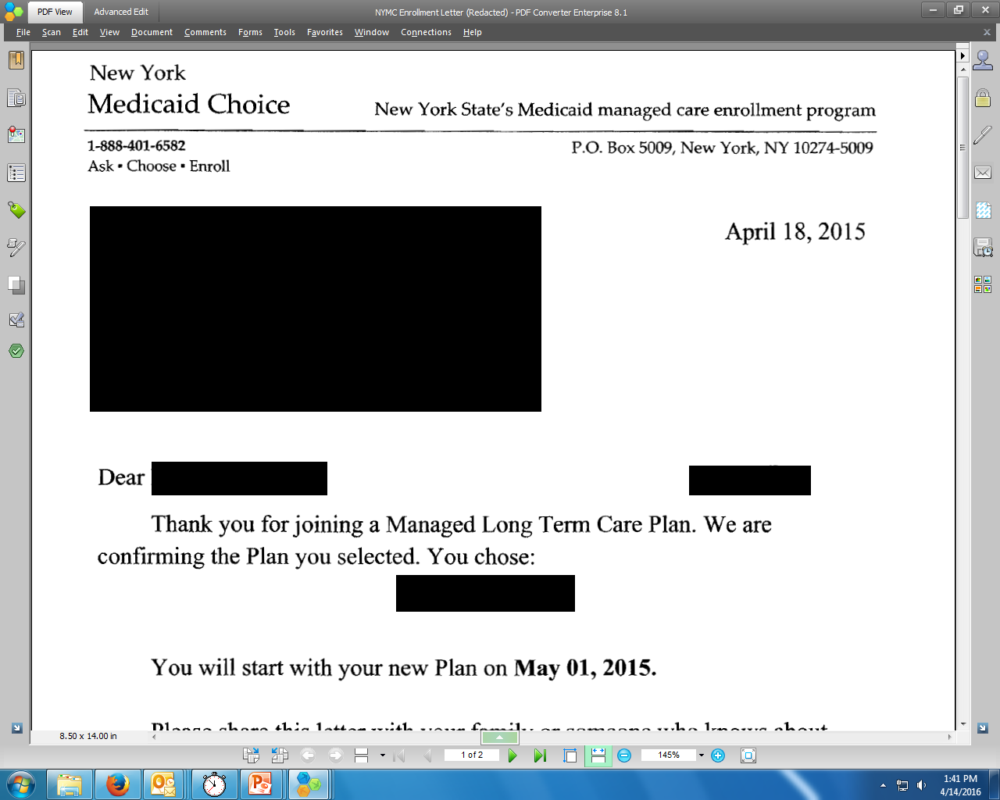 PDF View
Advanced Edit
NYMC Enrollment Letter (Redacted) - PDF Converter Enterprise 8.1
File Scan Edit View Document Comments Forms Tools Favorites Window Connections Help
New York
Medicaid Choice
New York State's Medicaid managed care enrollment program
1-888-401-6582
P.O. Box 5009, New York, NY 10274-5009
Ask ▪ Choose ▪ Enroll
April 18, 2015
Dear
Thank you for joining a Managed Long Term Care Plan. We are
confirming the Plan you selected. You chose:
You will start with your new Plan on May 01, 2015.
Please share this letter with your family or someone who knows about
8.50 x 14.00 in
1 of 2
145%
1:41 PM
4/14/2016